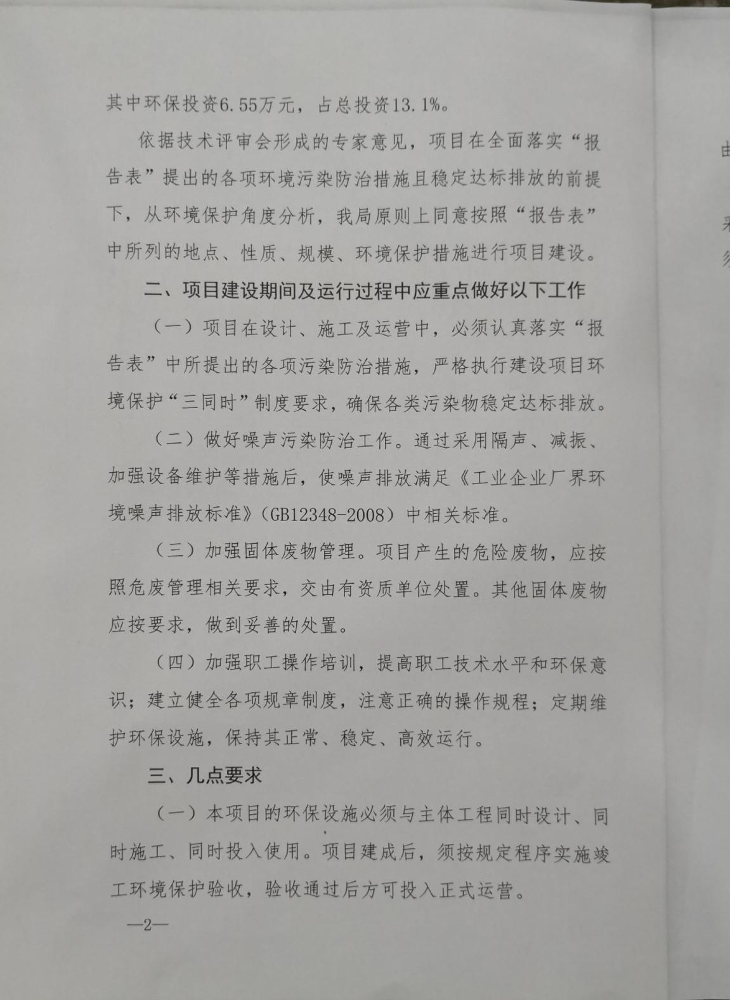 其中环保投资6.55万元，占总投资13.1%。
依据技术评审会形成的专家意见，项目在全面落实“报
告表”提出的各项环境污染防治措施且稳定达标排放的前提
下，从环境保护角度分析，我局原则上同意按照“报告表”
中所列的地点、性质、规模、环境保护措施进行项目建设。
二、项目建设期间及运行过程中应重点做好以下工作
（一）项目在设计、施工及运营中，必须认真落实“报
告表”中所提出的各项污染防治措施，严格执行建设项目环
境保护“三同时”制度要求，确保各类污染物稳定达标排放。
（二）做好噪声污染防治工作。通过采用隔声、减振、
加强设备维护等措施后，使噪声排放满足《工业企业厂界环
境噪声排放标准》（GB12348-2008）中相关标准。
（三）加强固体废物管理。项目产生的危险废物，应按
照危废管理相关要求，交由有资质单位处置。其他固体废物
应按要求，做到妥善的处置。
（四）加强职工操作培训，提高职工技术水平和环保意
识；建立健全各项规章制度，注意正确的操作规程；定期维
护环保设施，保持其正常、稳定、高效运行。
三、几点要求
（一）本项目的环保设施必须与主体工程同时设计、同
时施工、同时投入使用。项目建成后，须按规定程序实施竣
工环境保护验收，验收通过后方可投入正式运营。
—2—